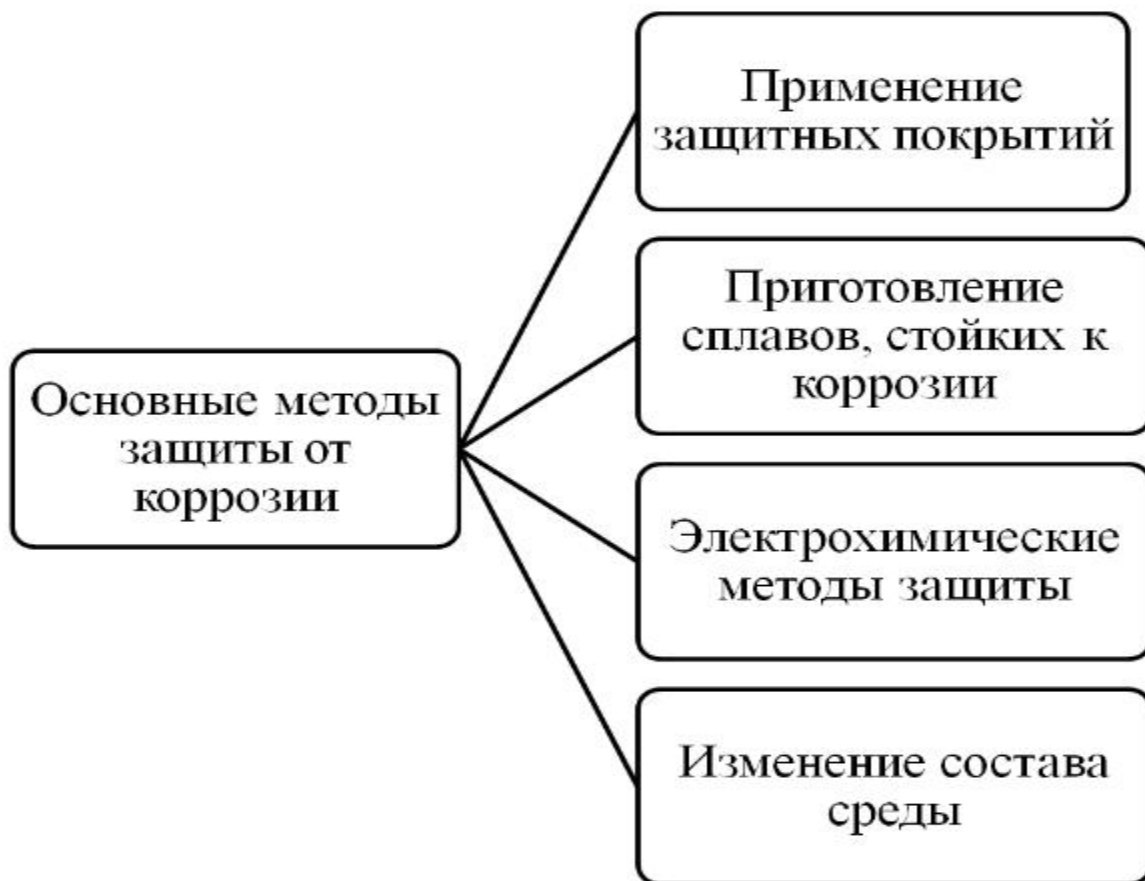 Применение
защитных покрытий
Приготовление
сплавов, стойких к
коррозии
Основные методы
защиты от
коррозии
Электрохимические
методы защиты
Изменение состава
среды